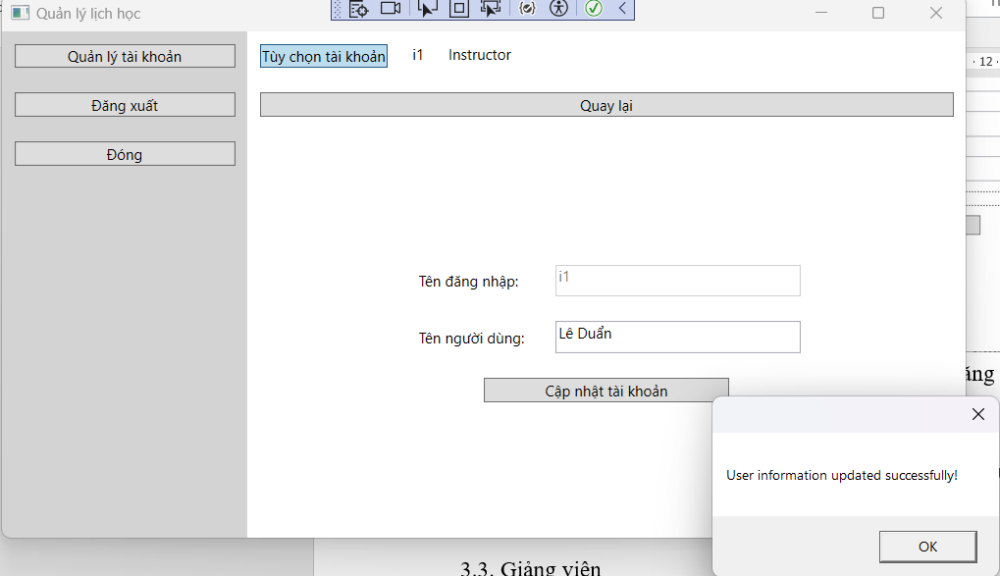 Quản lý lịch học
Quản lý tài khoản
Đăng xuất
Đóng
Tùy chọn tài khoản i1 Instructor
Quay lại
Tên đăng nhập: i1
Tên người dùng: Lê Duẩn
Cập nhật tài khoản
User information updated successfully!
OK
· 12 ·
3.3. Giảng viên